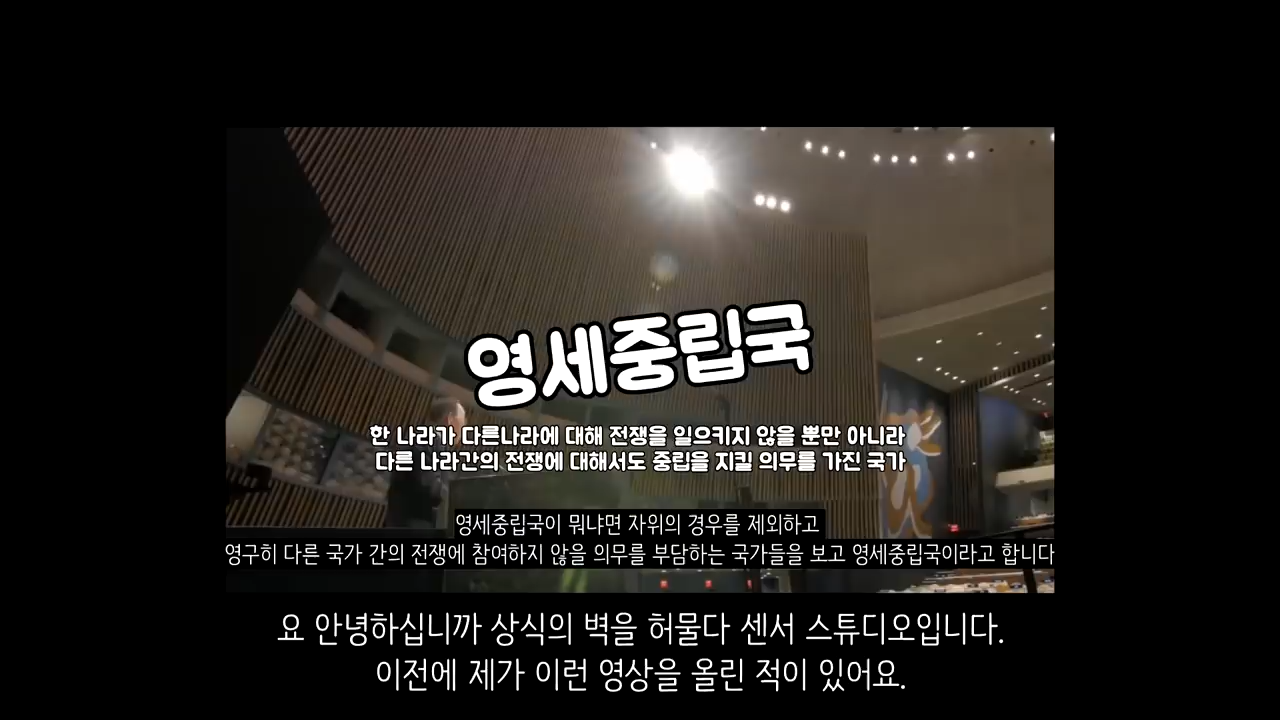 영세중립국
한 나라가 다른나라에 대해 전쟁을 일으키지 않을 뿐만 아니라
다른 나라간의 전쟁에 대해서도 중립을 지킬 의무를 가진 국가
영세중립국이 뭐냐면 자위의 경우를 제외하고
영구히 다른 국가 간의 전쟁에 참여하지 않을 의무를 부담하는 국가들을 보고 영세중립국이라고 합니다
요 안녕하십니까 상식의 벽을 허물다 센서 스튜디오입니다.
이전에 제가 이런 영상을 올린 적이 있어요.